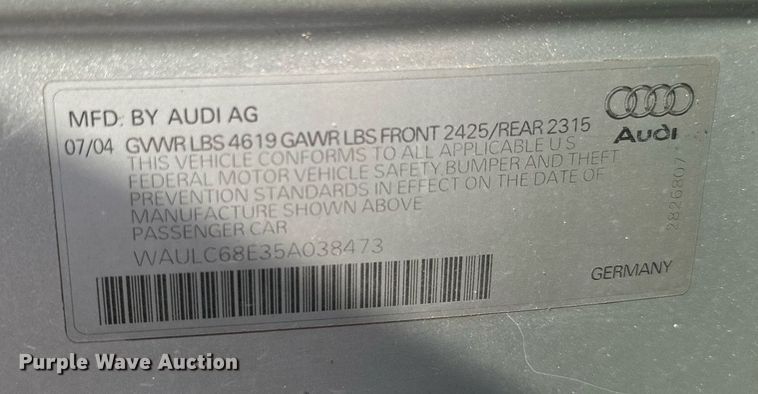 MFD. BY AUDI AG
07/04 GVWR LBS 4619 GAWR LBS FRONT 2425/REAR 2315
THIS VEHICLE CONFORMS TO ALL APPLICABLE U S
FEDERAL MOTOR VEHICLE SAFETY, BUMPER AND THEFT
PREVENTION STANDARDS IN EFFECT ON THE DATE OF
MANUFACTURE SHOWN ABOVE
PASSENGER CAR
WAULC68E35A038473
Audi
2826807
GERMANY
Purple Wave Auction